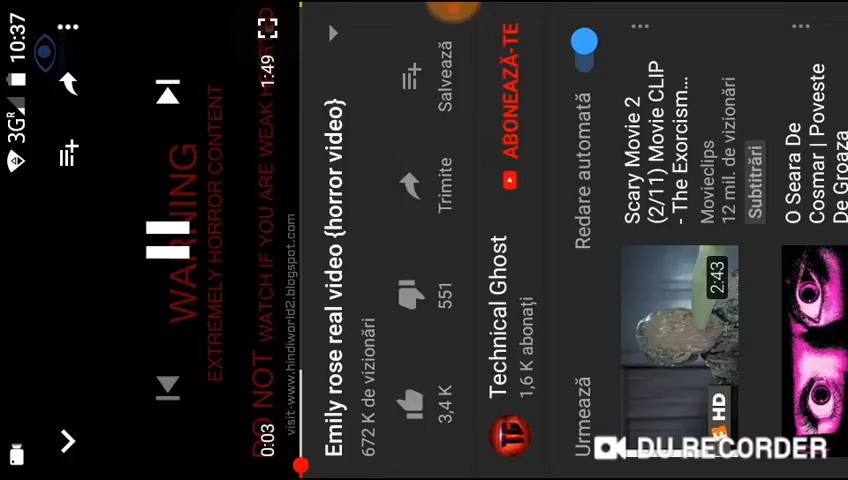 3G R 10:37
WARNING
EXTREMELY HORROR CONTENT
DO NOT WATCH IF YOU ARE WEAK
visit-www.hindiworld2.blogspot.com
0:03
1:49
Emily rose real video {horror video}
672 K de vizionări
3,4 K
551
Trimite
Salvează
Technical Ghost
1,6 K abonați
ABONEAZĂ-TE
Urmează
Redare automată
2:43
HD
Scary Movie 2
(2/11) Movie CLIP
- The Exorcism...
Movieclips
12 mil. de vizionări
Subtitrări
O Seara De
Cosmar | Poveste
De Groaza
DU RECORDER